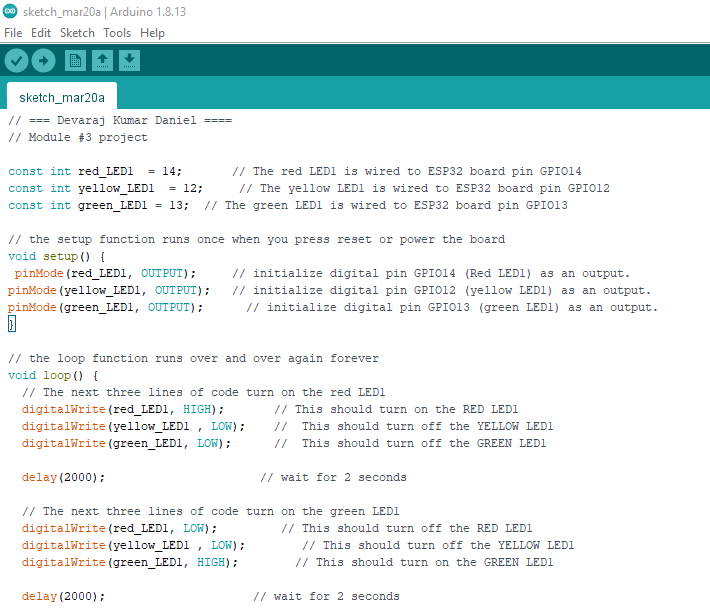 sketch_mar20a | Arduino 1.8.13
File Edit Sketch Tools Help
sketch_mar20a
// === Devaraj Kumar Daniel ====
// Module #3 project
const int red_LED1  = 14;       // The red LED1 is wired to ESP32 board pin GPIO14
const int yellow_LED1  = 12;     // The yellow LED1 is wired to ESP32 board pin GPIO12
const int green_LED1 = 13;  // The green LED1 is wired to ESP32 board pin GPIO13
// the setup function runs once when you press reset or power the board
void setup() {
 pinMode(red_LED1, OUTPUT);     // initialize digital pin GPIO14 (Red LED1) as an output.
pinMode(yellow_LED1, OUTPUT);   // initialize digital pin GPIO12 (yellow LED1) as an output.
pinMode(green_LED1, OUTPUT);      // initialize digital pin GPIO13 (green LED1) as an output.
}
// the loop function runs over and over again forever
void loop() {
  // The next three lines of code turn on the red LED1
  digitalWrite(red_LED1, HIGH);       // This should turn on the RED LED1
  digitalWrite(yellow_LED1 , LOW);    //  This should turn off the YELLOW LED1
  digitalWrite(green_LED1, LOW);      //  This should turn off the GREEN LED1
  delay(2000);                      // wait for 2 seconds
  // The next three lines of code turn on the green LED1
  digitalWrite(red_LED1, LOW);         // This should turn off the RED LED1
  digitalWrite(yellow_LED1 , LOW);        // This should turn off the YELLOW LED1
  digitalWrite(green_LED1, HIGH);        // This should turn on the GREEN LED1
  delay(2000);                     // wait for 2 seconds